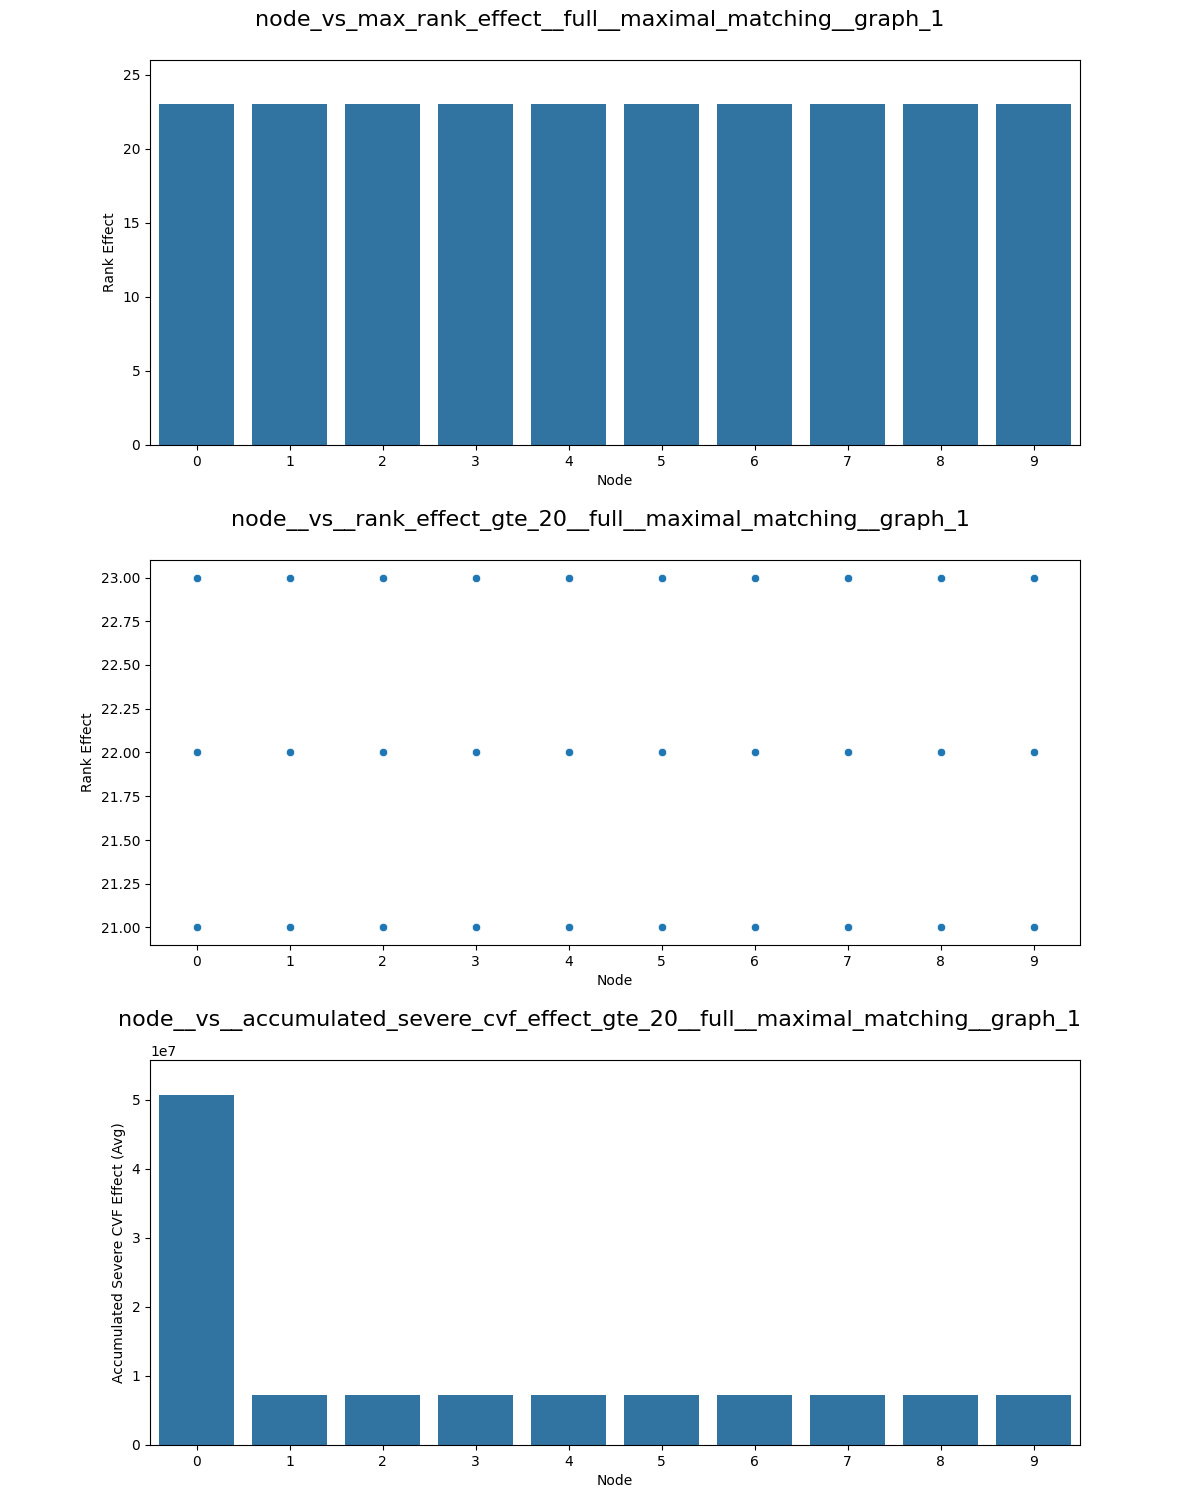 node_vs_max_rank_effect__full__maximal_matching__graph_1
25
20
15
10
5
0
Rank Effect
0 1 2 3 4 5 6 7 8 9
Node
node__vs__rank_effect_gte_20__full__maximal_matching__graph_1
23.00
22.75
22.50
22.25
22.00
21.75
21.50
21.25
21.00
Rank Effect
0 1 2 3 4 5 6 7 8 9
Node
node__vs__accumulated_severe_cvf_effect_gte_20__full__maximal_matching__graph_1
1e7
5
4
3
2
1
0
Accumulated Severe CVF Effect (Avg)
0 1 2 3 4 5 6 7 8 9
Node